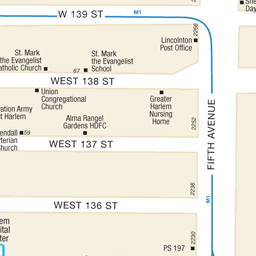 W 139 ST
M1
2266
Lincolnton
Post Office
St. Mark
the Evangelist
Catholic Church
67
St. Mark
the Evangelist
School
WEST 138 ST
Union
Congregational
Church
Greater
Harlem
Nursing
Home
Alma Rangel
Gardens HDFC
2252
FIFTH AVENUE
59
WEST 137 ST
2236
M1
WEST 136 ST
2230
PS 197